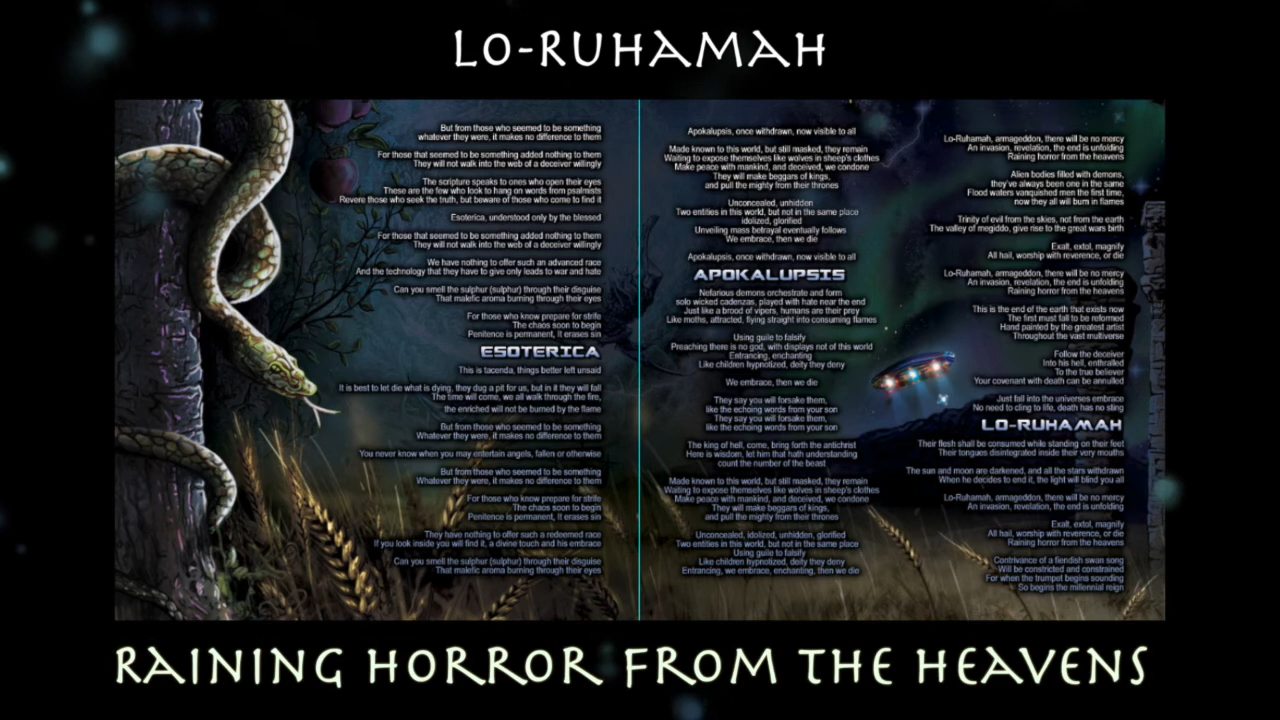 LO-RUHAMAH
But from those who seemed to be something
whatever they were, it makes no difference to them
For those that seemed to be something added nothing to them
They will not walk into the web of a deceiver willingly
The scripture speaks to ones who open their eyes
These are the few who look to hang on words from psalmists
Revere those who seek the truth, but beware of those who come to find it
Esoterica, understood only by the blessed
For those that seemed to be something added nothing to them
They will not walk into the web of a deceiver willingly
We have nothing to offer such an advanced race
And the technology that they have to give only leads to war and hate
Can you smell the sulphur (sulphur) through their disguise
That malefic aroma burning through their eyes
For those who know prepare for strife
The chaos soon to begin
Penitence is permanent, it erases sin
ESOTERICA
This is tacenda, things better left unsaid
It is best to let die what is dying, they dug a pit for us, but in it they will fall
The time will come, we all walk through the fire,
the enriched will not be burned by the flame
But from those who seemed to be something
Whatever they were, it makes no difference to them
You never know when you may entertain angels, fallen or otherwise
But from those who seemed to be something
Whatever they were, it makes no difference to them
For those who know prepare for strife
The chaos soon to begin
Penitence is permanent, it erases sin
They have nothing to offer such a redeemed race
If you look inside you will find it, a divine touch and his embrace
Can you smell the sulphur (sulphur) through their disguise
That malefic aroma burning through their eyes
Apokalupsis, once withdrawn, now visible to all
Made known to this world, but still masked, they remain
Waiting to expose themselves like wolves in sheep's clothes
Make peace with mankind, and deceived, we condone
They will make beggars of kings,
and pull the mighty from their thrones
Unconcealed, unhidden
Two entities in this world, but not in the same place
idolized, glorified
Unveiling mass betrayal eventually follows
We embrace, then we die
Apokalupsis, once withdrawn, now visible to all
APOKALUPSIS
Nefarious demons orchestrate and form
solo wicked cadenzas, played with hate near the end
Just like a brood of vipers, humans are their prey
Like moths, attracted, flying straight into consuming flames
Using guile to falsify
Preaching there is no god, with displays not of this world
Entrancing, enchanting
Like children hypnotized, deity they deny
We embrace, then we die
They say you will forsake them,
like the echoing words from your son
They say you will forsake them,
like the echoing words from your son
The king of hell, come, bring forth the antichrist
Here is wisdom, let him that hath understanding
count the number of the beast
Made known to this world, but still masked, they remain
Waiting to expose themselves like wolves in sheep's clothes
Make peace with mankind, and deceived, we condone
They will make beggars of kings,
and pull the mighty from their thrones
Unconcealed, idolized, unhidden, glorified
Two entities in this world, but not in the same place
Using guile to falsify
Like children hypnotized, deity they deny
Entrancing, we embrace, enchanting, then we die
Lo-Ruhamah, armageddon, there will be no mercy
An invasion, revelation, the end is unfolding
Raining horror from the heavens
Alien bodies filled with demons,
they've always been one in the same
Flood waters vanquished men the first time,
now they all will burn in flames
Trinity of evil from the skies, not from the earth
The valley of megiddo, give rise to the great wars birth
Exalt, extol, magnify
All hail, worship with reverence, or die
Lo-Ruhamah, armageddon, there will be no mercy
An invasion, revelation, the end is unfolding
Raining horror from the heavens
This is the end of the earth that exists now
The first must fall to be reformed
Hand painted by the greatest artist
Throughout the vast multiverse
Follow the deceiver
Into his hell, enthralled
To the true believer
Your covenant with death can be annulled
Just fall into the universes embrace
No need to cling to life, death has no sting
LO-RUHAMAH
Their flesh shall be consumed while standing on their feet
Their tongues disintegrated inside their very mouths
The sun and moon are darkened, and all the stars withdrawn
When he decides to end it, the light will blind you all
Lo-Ruhamah, armageddon, there will be no mercy
An invasion, revelation, the end is unfolding
Exalt, extol, magnify
All hail, worship with reverence, or die
Raining horror from the heavens
Contrivance of a fiendish swan song
Will be constricted and constrained
For when the trumpet begins sounding
So begins the millennial reign
RAINING HORROR FROM THE HEAVENS